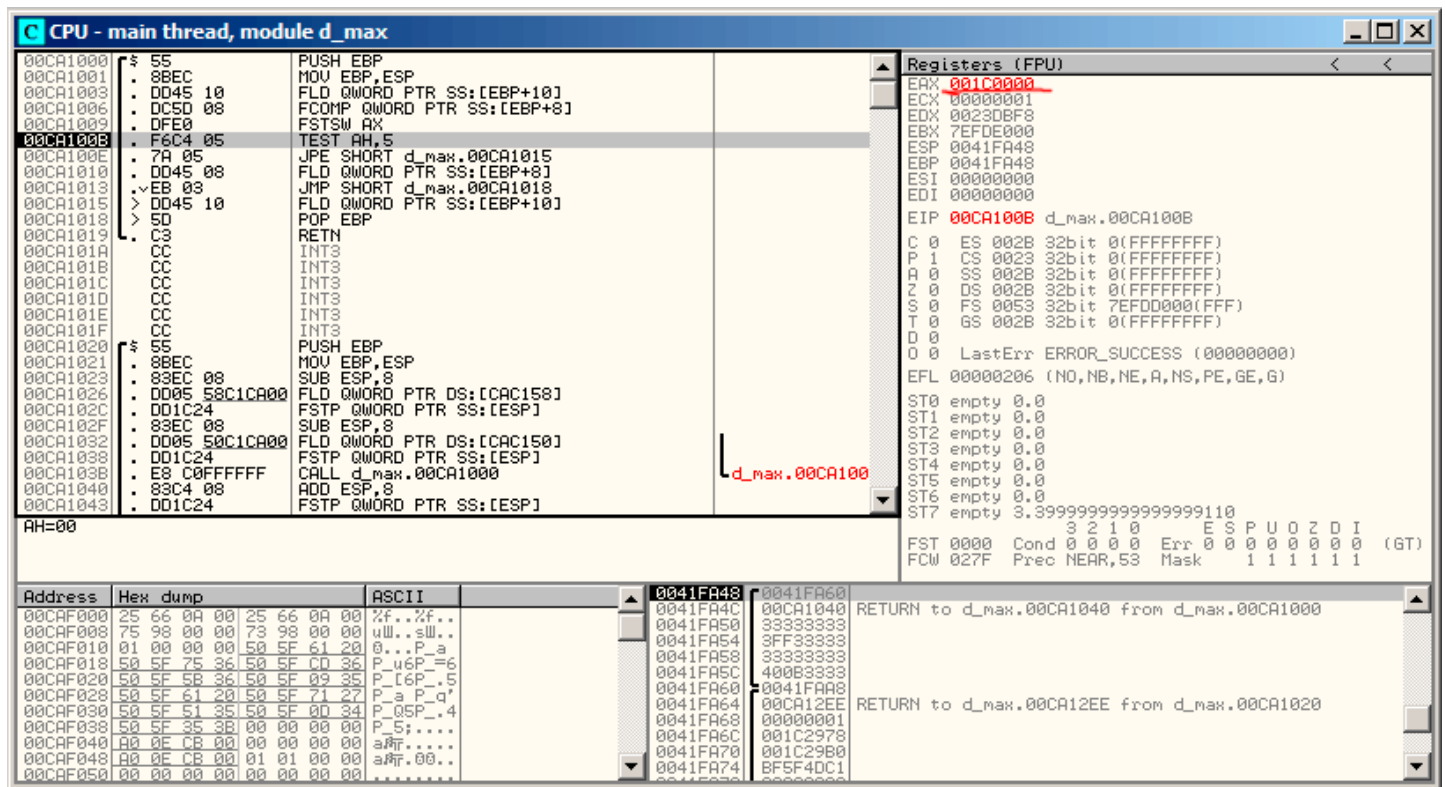 C CPU - main thread, module d_max
00CA1000 $ 55 PUSH EBP
00CA1001 . 8BEC MOV EBP,ESP
00CA1003 . DD45 10 FLD QWORD PTR SS:[EBP+10]
00CA1006 . DC5D 08 FCOMP QWORD PTR SS:[EBP+8]
00CA1009 . DFE0 FSTSW AX
00CA100B . F6C4 05 TEST AH,5
00CA100E . 7A 05 JPE SHORT d_max.00CA1015
00CA1010 . DD45 08 FLD QWORD PTR SS:[EBP+8]
00CA1013 .v EB 03 JMP SHORT d_max.00CA1018
00CA1015 > DD45 10 FLD QWORD PTR SS:[EBP+10]
00CA1018 > 5D POP EBP
00CA1019 . C3 RETN
00CA101A CC INT3
00CA101B CC INT3
00CA101C CC INT3
00CA101D CC INT3
00CA101E CC INT3
00CA101F CC INT3
00CA1020 $ 55 PUSH EBP
00CA1021 . 8BEC MOV EBP,ESP
00CA1023 . 83EC 08 SUB ESP,8
00CA1026 . DD05 58C1CA00 FLD QWORD PTR DS:[CAC158]
00CA102C . DD1C24 FSTP QWORD PTR SS:[ESP]
00CA102F . 83EC 08 SUB ESP,8
00CA1032 . DD05 50C1CA00 FLD QWORD PTR DS:[CAC150]
00CA1038 . DD1C24 FSTP QWORD PTR SS:[ESP]
00CA103B . E8 C0FFFFFF CALL d_max.00CA1000 d_max.00CA100
00CA1040 . 83C4 08 ADD ESP,8
00CA1043 . DD1C24 FSTP QWORD PTR SS:[ESP]
AH=00
Registers (FPU) < <
EAX 001C0000
ECX 00000001
EDX 0023DBF8
EBX 7EFDE000
ESP 0041FA48
EBP 0041FA48
ESI 00000000
EDI 00000000
EIP 00CA100B d_max.00CA100B
C 0 ES 002B 32bit 0(FFFFFFFF)
P 1 CS 0023 32bit 0(FFFFFFFF)
A 0 SS 002B 32bit 0(FFFFFFFF)
Z 0 DS 002B 32bit 0(FFFFFFFF)
S 0 FS 0053 32bit 7EFDD000(FFF)
T 0 GS 002B 32bit 0(FFFFFFFF)
D 0
O 0 LastErr ERROR_SUCCESS (00000000)
EFL 00000206 (NO,NB,NE,A,NS,PE,GE,G)
ST0 empty 0.0
ST1 empty 0.0
ST2 empty 0.0
ST3 empty 0.0
ST4 empty 0.0
ST5 empty 0.0
ST6 empty 0.0
ST7 empty 3.3999999999999999110
3 2 1 0 E S P U O Z D I
FST 0000 Cond 0 0 0 0 Err 0 0 0 0 0 0 0 0 (GT)
FCW 027F Prec NEAR,53 Mask 1 1 1 1 1 1
Address Hex dump ASCII
00CAF000 25 66 0A 00 25 66 0A 00 %f..%f..
00CAF008 75 98 00 00 73 98 00 00
00CAF010 01 00 00 00 50 5F 61 20
00CAF018 50 5F 75 36 50 5F CD 36 P_u6P_=6
00CAF020 50 5F 5B 36 50 5F 09 35 P_[6P_.5
00CAF028 50 5F 61 20 50 5F 71 27 P_a P_q'
00CAF030 50 5F 51 35 50 5F 0D 34 P_Q5P_.4
00CAF038 50 5F 35 3B 00 00 00 00 P_5;....
00CAF040 A0 0E CB 00 00 00 00 00
00CAF048 A0 0E CB 00 01 01 00 00
00CAF050 00 00 00 00 00 00 00 00 ........
0041FA48 0041FA60
0041FA4C 00CA1040 RETURN to d_max.00CA1040 from d_max.00CA1000
0041FA50 33333333
0041FA54 3FF33333
0041FA58 33333333
0041FA5C 400B3333
0041FA60 0041FAA8
0041FA64 00CA12EE RETURN to d_max.00CA12EE from d_max.00CA1020
0041FA68 00000001
0041FA6C 001C2978
0041FA70 001C29B0
0041FA74 BF5F4DC1